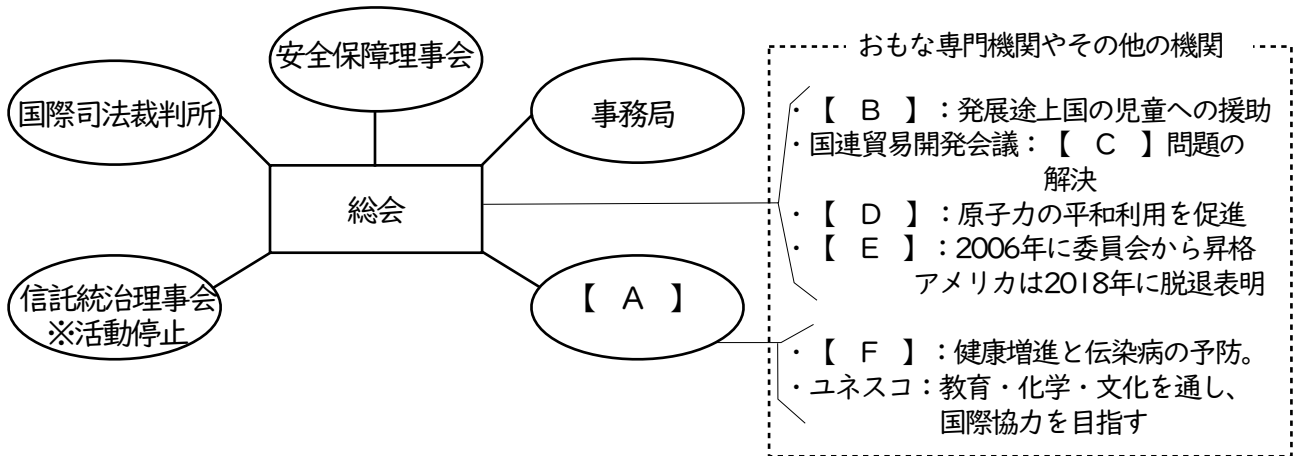 安全保障理事会
国際司法裁判所
事務局
総会
信託統治理事会
※活動停止
【　A　】
おもな専門機関やその他の機関
・【　B　】：発展途上国の児童への援助
・国連貿易開発会議：【　C　】問題の
解決
・【　D　】：原子力の平和利用を促進
・【　E　】：2006年に委員会から昇格
アメリカは2018年に脱退表明
・【　F　】：健康増進と伝染病の予防。
・ユネスコ：教育・化学・文化を通し、
国際協力を目指す